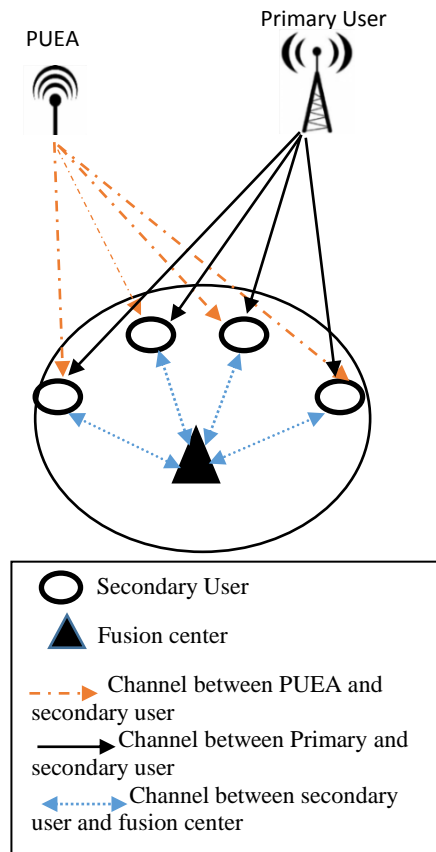 Primary User
PUEA
Secondary User
Fusion center
Channel between PUEA and
secondary user
Channel between Primary and
secondary user
Channel between secondary
user and fusion center